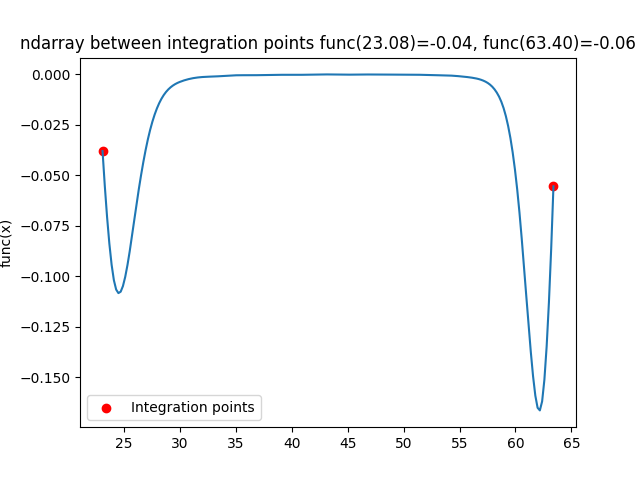 ndarray between integration points func(23.08)=-0.04, func(63.40)=-0.06
0.000
−0.025
−0.050
−0.075
−0.100
−0.125
−0.150
func(x)
Integration points
25 30 35 40 45 50 55 60 65